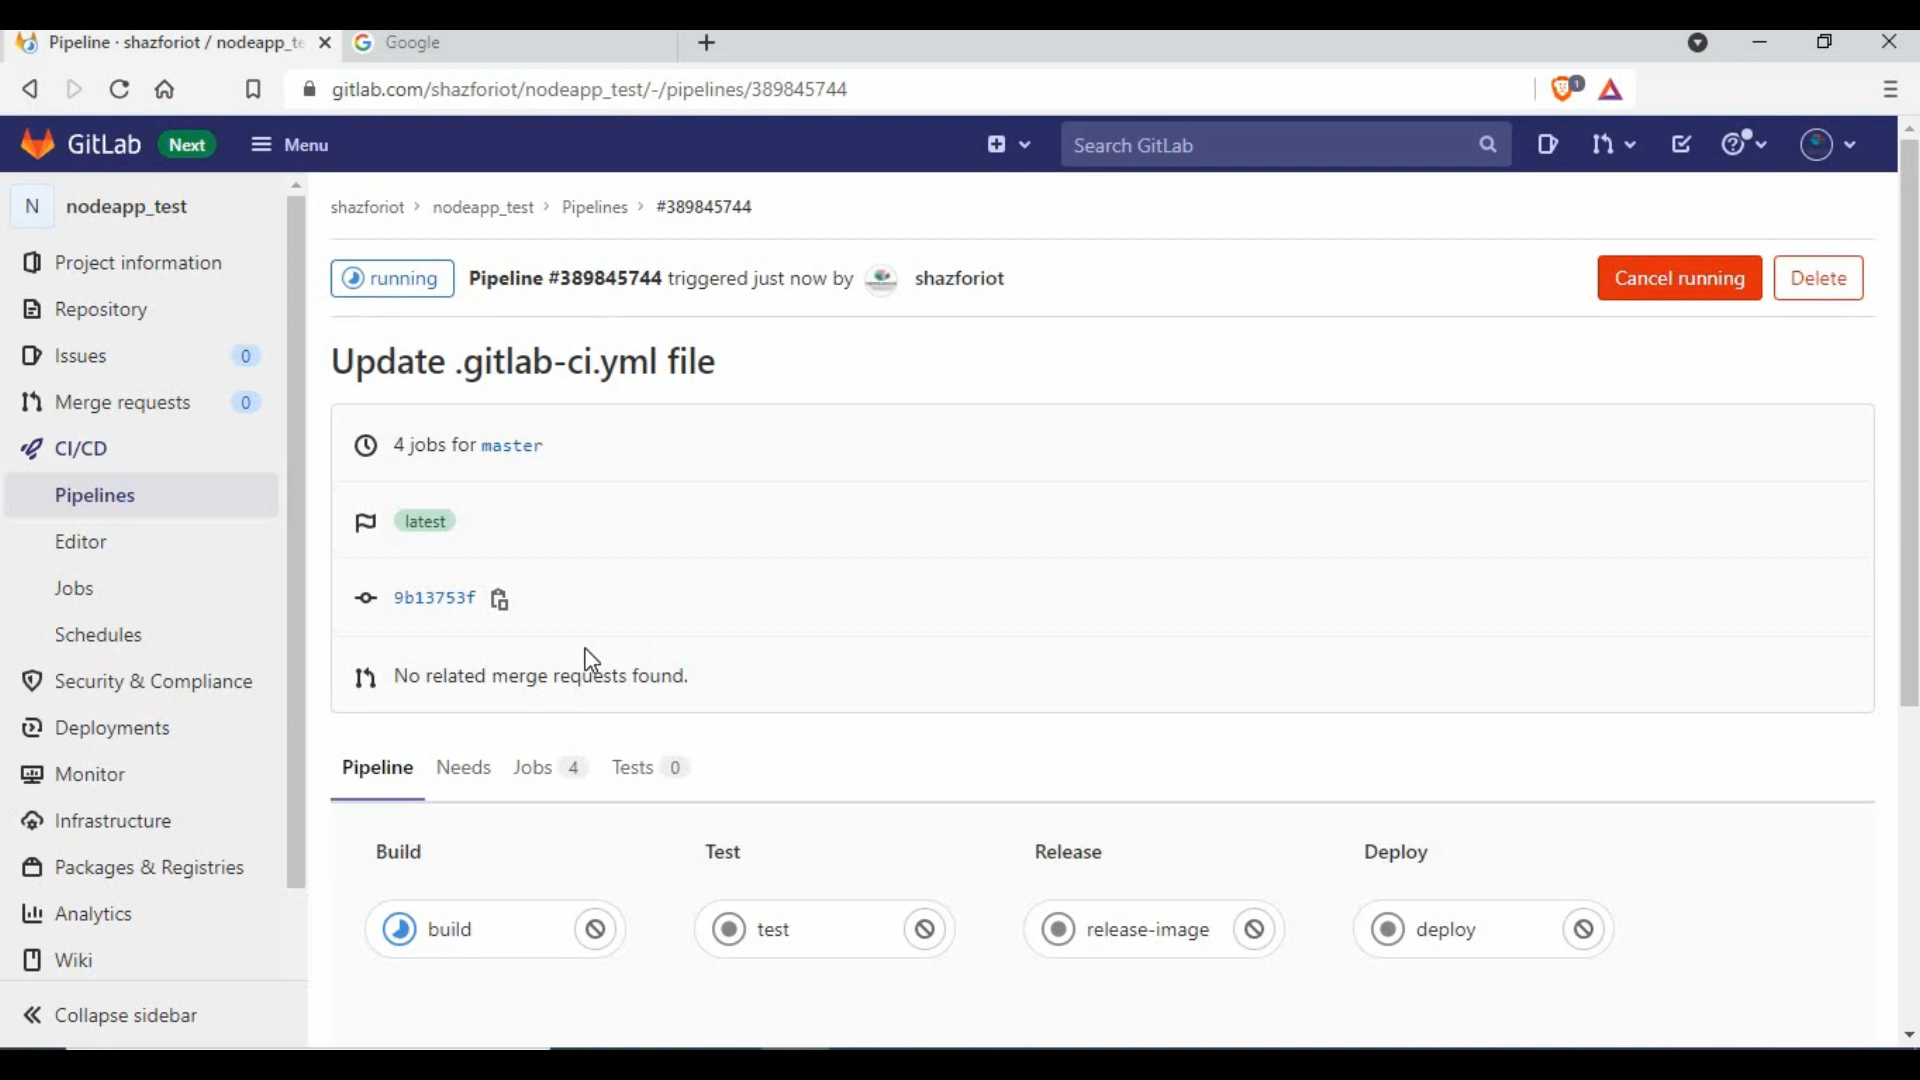 Pipeline · shazforiot / nodeapp_te
Google
gitlab.com/shazforiot/nodeapp_test/-/pipelines/389845744
1
GitLab Next Menu
Search GitLab
N nodeapp_test
Project information
Repository
Issues 0
Merge requests 0
CI/CD
Pipelines
Editor
Jobs
Schedules
Security & Compliance
Deployments
Monitor
Infrastructure
Packages & Registries
Analytics
Wiki
Collapse sidebar
shazforiot > nodeapp_test > Pipelines > #389845744
running Pipeline #389845744 triggered just now by shazforiot
Cancel running Delete
Update .gitlab-ci.yml file
4 jobs for master
latest
9b13753f
No related merge requests found.
Pipeline Needs Jobs 4 Tests 0
Build Test Release Deploy
build test release-image deploy